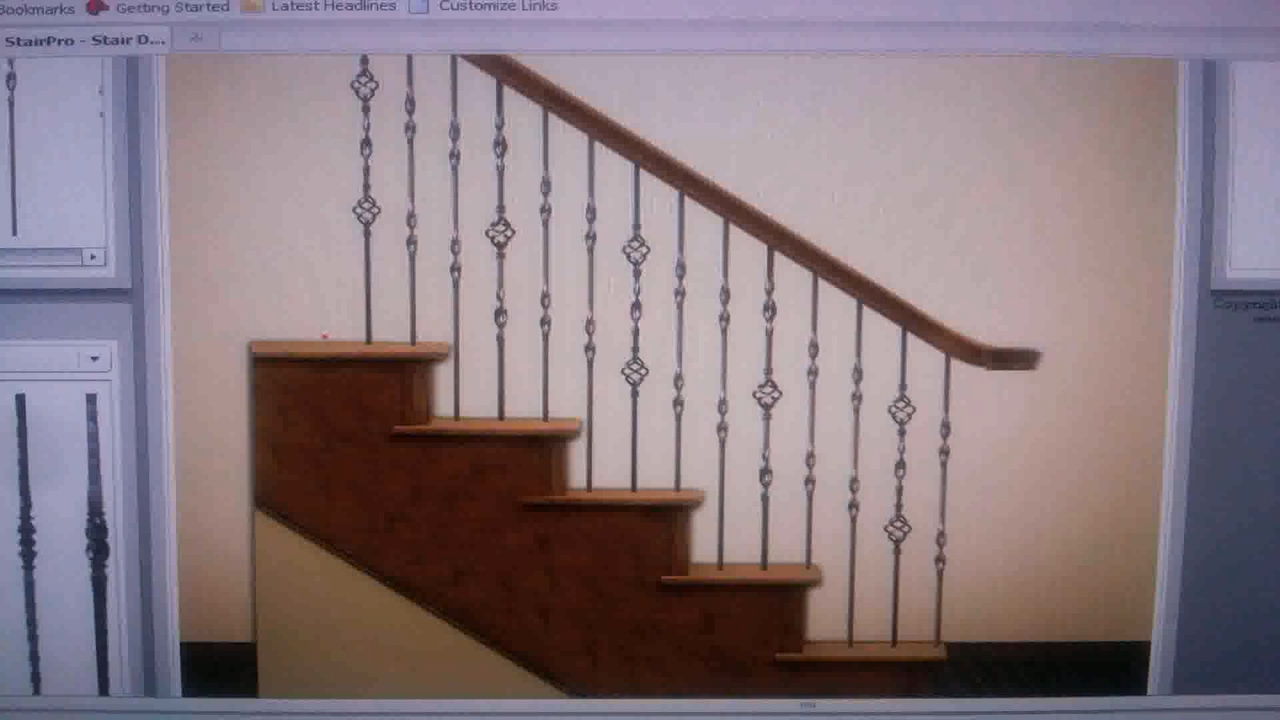 Bookmarks Getting Started Latest Headlines Customize Links
StairPro - Stair D...